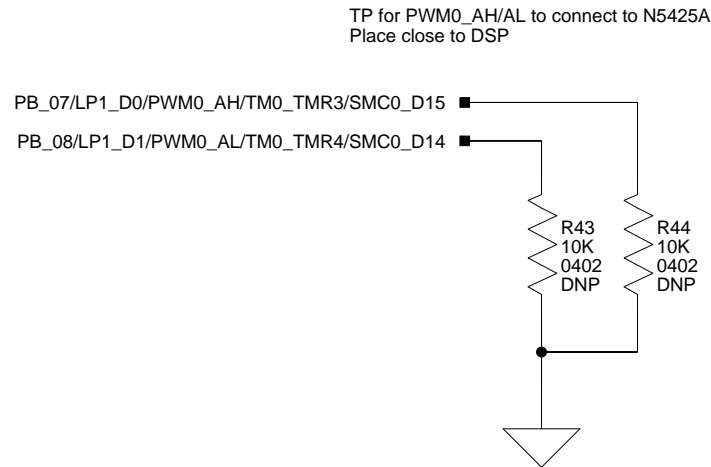 TP for PWM0_AH/AL to connect to N5425A
Place close to DSP
PB_07/LP1_D0/PWM0_AH/TM0_TMR3/SMC0_D15
PB_08/LP1_D1/PWM0_AL/TM0_TMR4/SMC0_D14
R43
10K
0402
DNP
R44
10K
0402
DNP